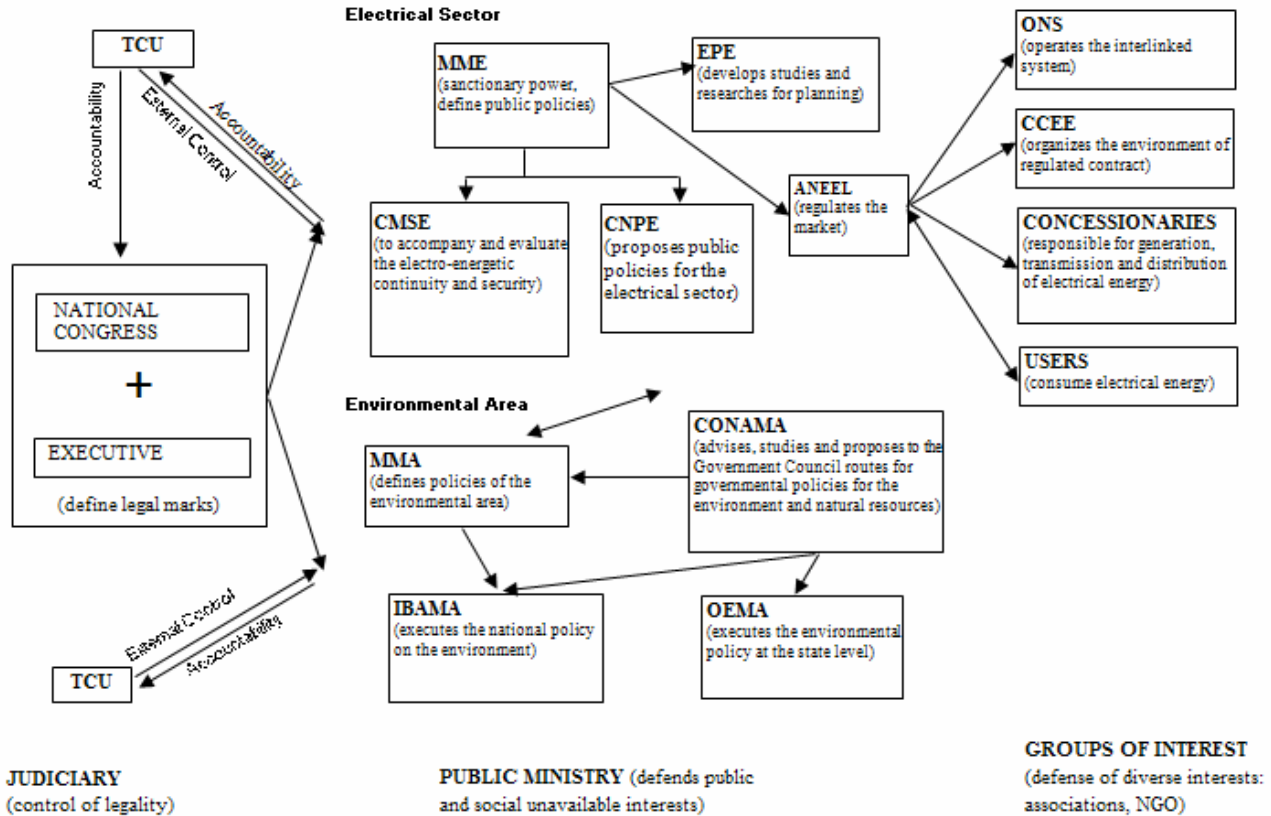 Electrical Sector
TCU
Accountability
External Control
Accountability
MME
(sanctionary power,
define public policies)
EPE
(develops studies and
researches for planning)
ONS
(operates the interlinked
system)
CCEE
(organizes the environment of
regulated contract)
ANEEL
(regulates the
market)
CMSE
(to accompany and evaluate
the electro-energetic
continuity and security)
CNPE
(proposes public
policies for the
electrical sector)
CONCESSIONARIES
(responsible for generation,
transmission and distribution
of electrical energy)
USERS
(consume electrical energy)
NATIONAL
CONGRESS
+
EXECUTIVE
(define legal marks)
Environmental Area
MMA
(defines policies of the
environmental area)
CONAMA
(advises, studies and proposes to the
Government Council routes for
governmental policies for the
environment and natural resources)
IBAMA
(executes the national policy
on the environment)
OEMA
(executes the environmental
policy at the state level)
External Control
Accountability
TCU
JUDICIARY
(control of legality)
PUBLIC MINISTRY (defends public
and social unavailable interests)
GROUPS OF INTEREST
(defense of diverse interests:
associations, NGO)